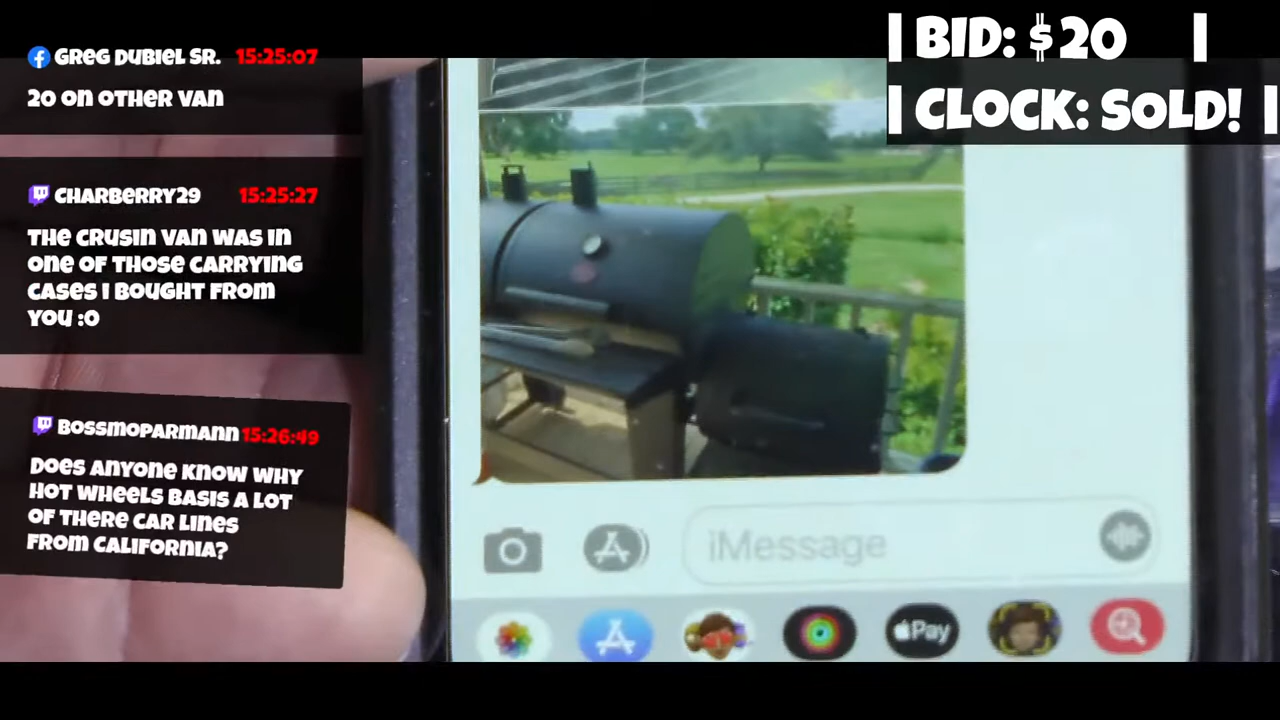 GREG DUBIEL SR. 15:25:07
20 ON OTHER VAN
CHARBERRY29 15:25:27
THE CRUSIN VAN WAS IN
ONE OF THOSE CARRYING
CASES I BOUGHT FROM
YOU :O
BOSSMOPARMANN 15:26:49
DOES ANYONE KNOW WHY
HOT WHEELS BASIS A LOT
OF THERE CAR LINES
FROM CALIFORNIA?
| BID: $20 |
| CLOCK: SOLD! |
iMessage
Pay